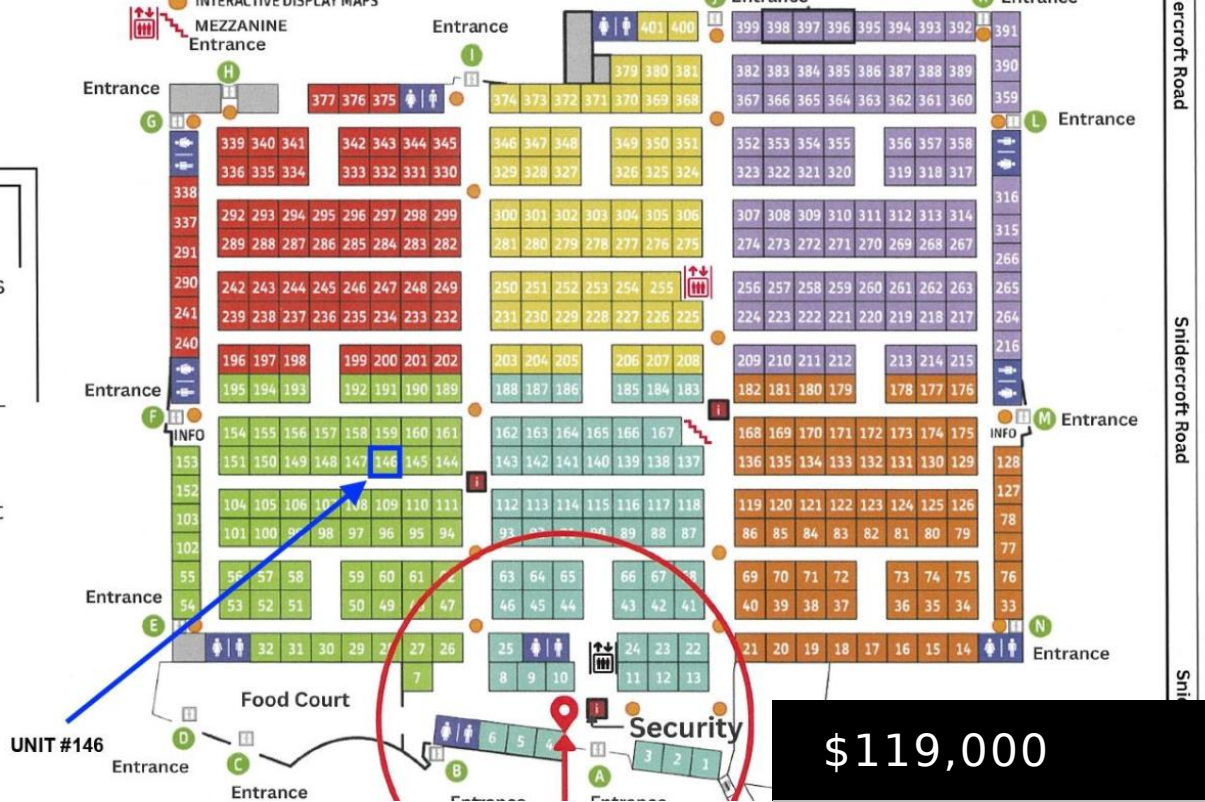 INTERACTIVE DISPLAY MAPS
MEZZANINE
Entrance
Entrance
Entrance
Entrance
I
401 400
399 398 397 396 395 394 393 392
391
H
379 380 381
382 383 384 385 386 387 388 389
390
Entrance
377 376 375
374 373 372 371 370 369 368
367 366 365 364 363 362 361 360
359
G
L Entrance
339 340 341
342 343 344 345
346 347 348
349 350 351
352 353 354 355
356 357 358
336 335 334
333 332 331 330
329 328 327
326 325 324
323 322 321 320
319 318 317
338
316
292 293 294 295 296 297 298 299
300 301 302 303 304 305 306
307 308 309 310 311 312 313 314
337
315
289 288 287 286 285 284 283 282
281 280 279 278 277 276 275
274 273 272 271 270 269 268 267
291
266
242 243 244 245 246 247 248 249
250 251 252 253 254 255
256 257 258 259 260 261 262 263
290
265
239 238 237 236 235 234 233 232
231 230 229 228 227 226 225
224 223 222 221 220 219 218 217
241
264
240
216
196 197 198
199 200 201 202
203 204 205
206 207 208
209 210 211 212
213 214 215
Entrance
195 194 193
192 191 190 189
188 187 186
185 184 183
182 181 180 179
178 177 176
F
i
M Entrance
INFO
154 155 156 157 158 159 160 161
162 163 164 165 166 167
168 169 170 171 172 173 174 175
INFO
153
151 150 149 148 147 146 145 144
143 142 141 140 139 138 137
136 135 134 133 132 131 130 129
128
152
i
127
104 105 106 109 110 111
112 113 114 115 116 117 118
119 120 121 122 123 124 125 126
103
78
101 100 98 97 96 95 94
93 89 88 87
86 85 84 83 82 81 80 79
102
77
55
57 58
59 60 61
63 64 65
66 67
69 70 71 72
73 74 75
76
Entrance
54
53 52 51
50 49 47
46 45 44
43 42 41
40 39 38 37
36 35 34
33
E
N Entrance
32 31 30 29 27 26
25
24 23 22
21 20 19 18 17 16 15 14
7
8 9 10
11 12 13
Food Court
i
Security
UNIT #146
D
Entrance
C
Entrance
6 5 4
B
A
3 2 1
Entrance
Entrance
Snidercroft Road
$119,000